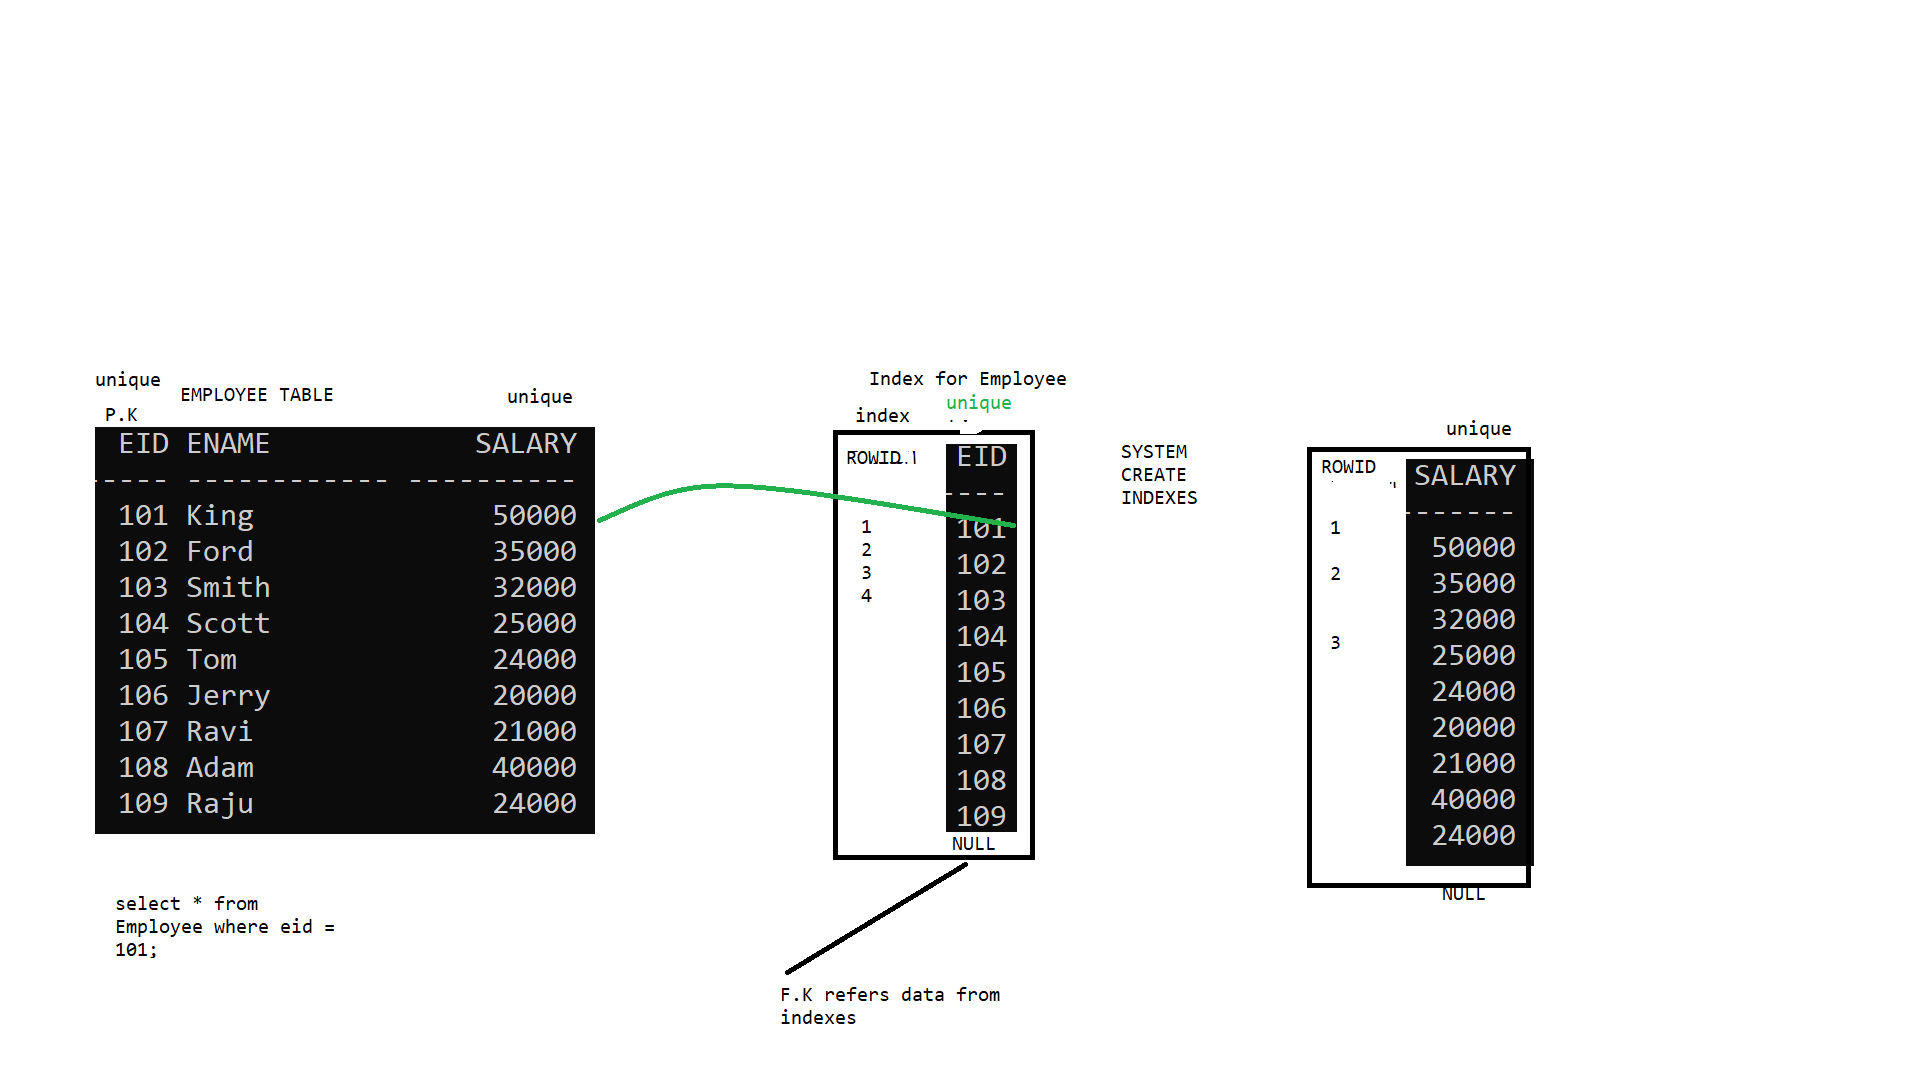 unique
EMPLOYEE TABLE
unique
P.K
EID ENAME SALARY
----- ------------ ----------
101 King 50000
102 Ford 35000
103 Smith 32000
104 Scott 25000
105 Tom 24000
106 Jerry 20000
107 Ravi 21000
108 Adam 40000
109 Raju 24000
select * from
Employee where eid =
101;
Index for Employee
unique
index
ROWID
EID
----
1
2
3
4
101
102
103
104
105
106
107
108
109
NULL
F.K refers data from
indexes
SYSTEM
CREATE
INDEXES
unique
ROWID
SALARY
-------
1
2
3
50000
35000
32000
25000
24000
20000
21000
40000
24000
NULL